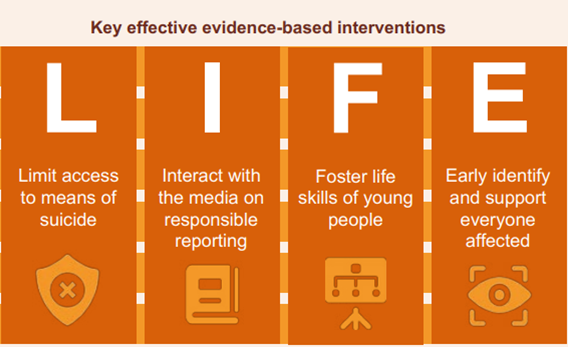 Key effective evidence-based interventions
L
Limit access
to means of
suicide
I
Interact with
the media on
responsible
reporting
F
Foster life
skills of young
people
E
Early identify
and support
everyone
affected